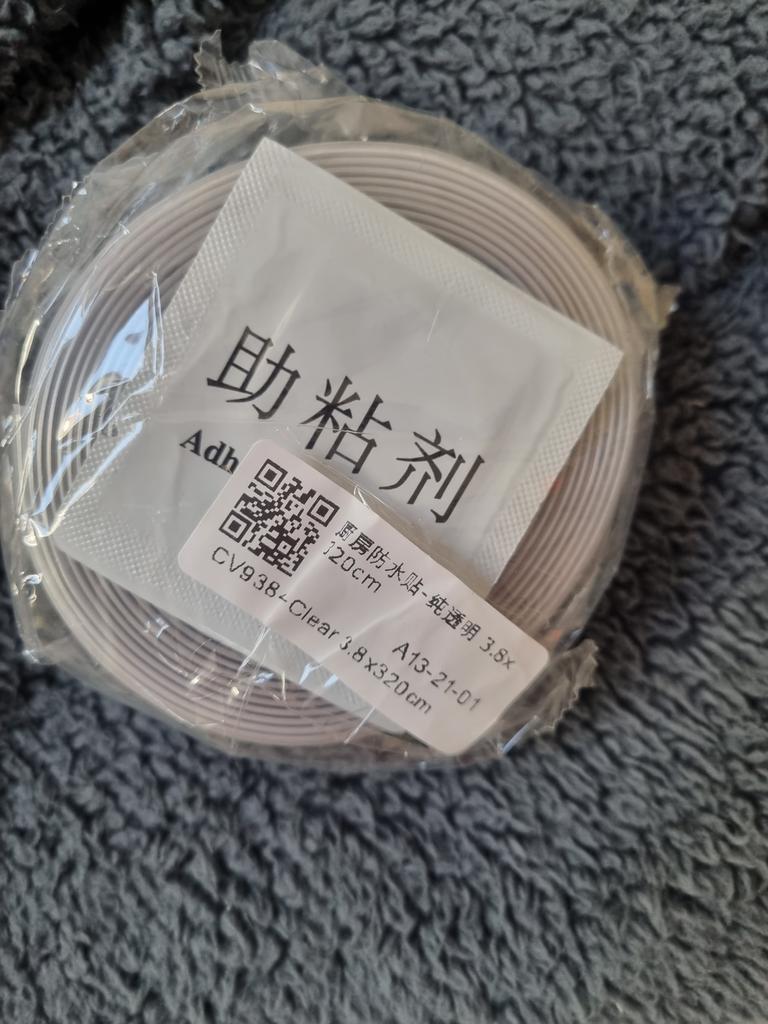 助粘剂
Adh
厨房防水贴-纯透明 3.8x
320cm
A13-21-01
CV938-Clear 3.8x320cm